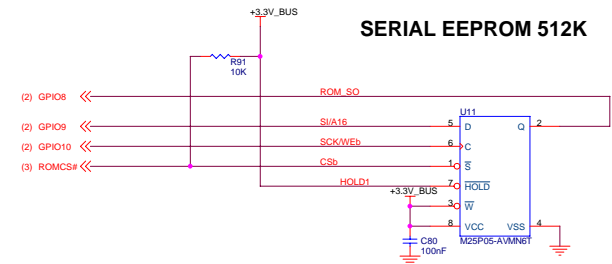 +3.3V_BUS
SERIAL EEPROM 512K
R91
10K
(2) GPIO8
ROM_SO
U11
(2) GPIO9
SI/A16
5 D
Q 2
(2) GPIO10
SCK/WEb
6 C
(3) ROMCS#
CSb
1 S
HOLD1
7 HOLD
+3.3V_BUS
3 W
8 VCC
VSS 4
C80
100nF
M25P05-AVMN6T